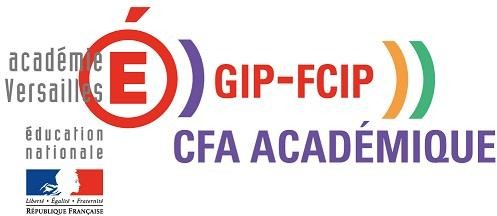 académie
Versailles
É
éducation
nationale
Liberté • Égalité • Fraternité
RÉPUBLIQUE FRANÇAISE
GIP-FCIP
CFA ACADÉMIQUE